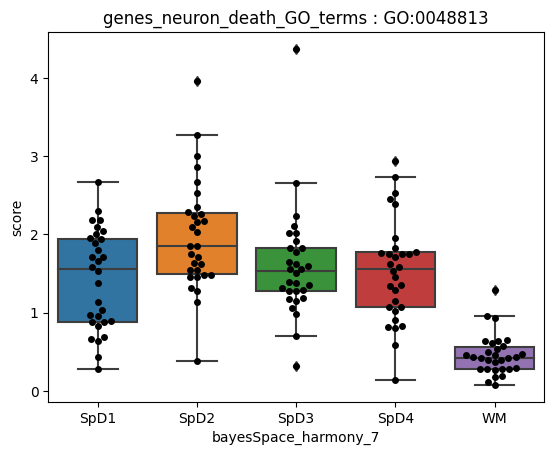 genes_neuron_death_GO_terms : GO:0048813
4
3
2
1
0
score
SpD1 SpD2 SpD3 SpD4 WM
bayesSpace_harmony_7